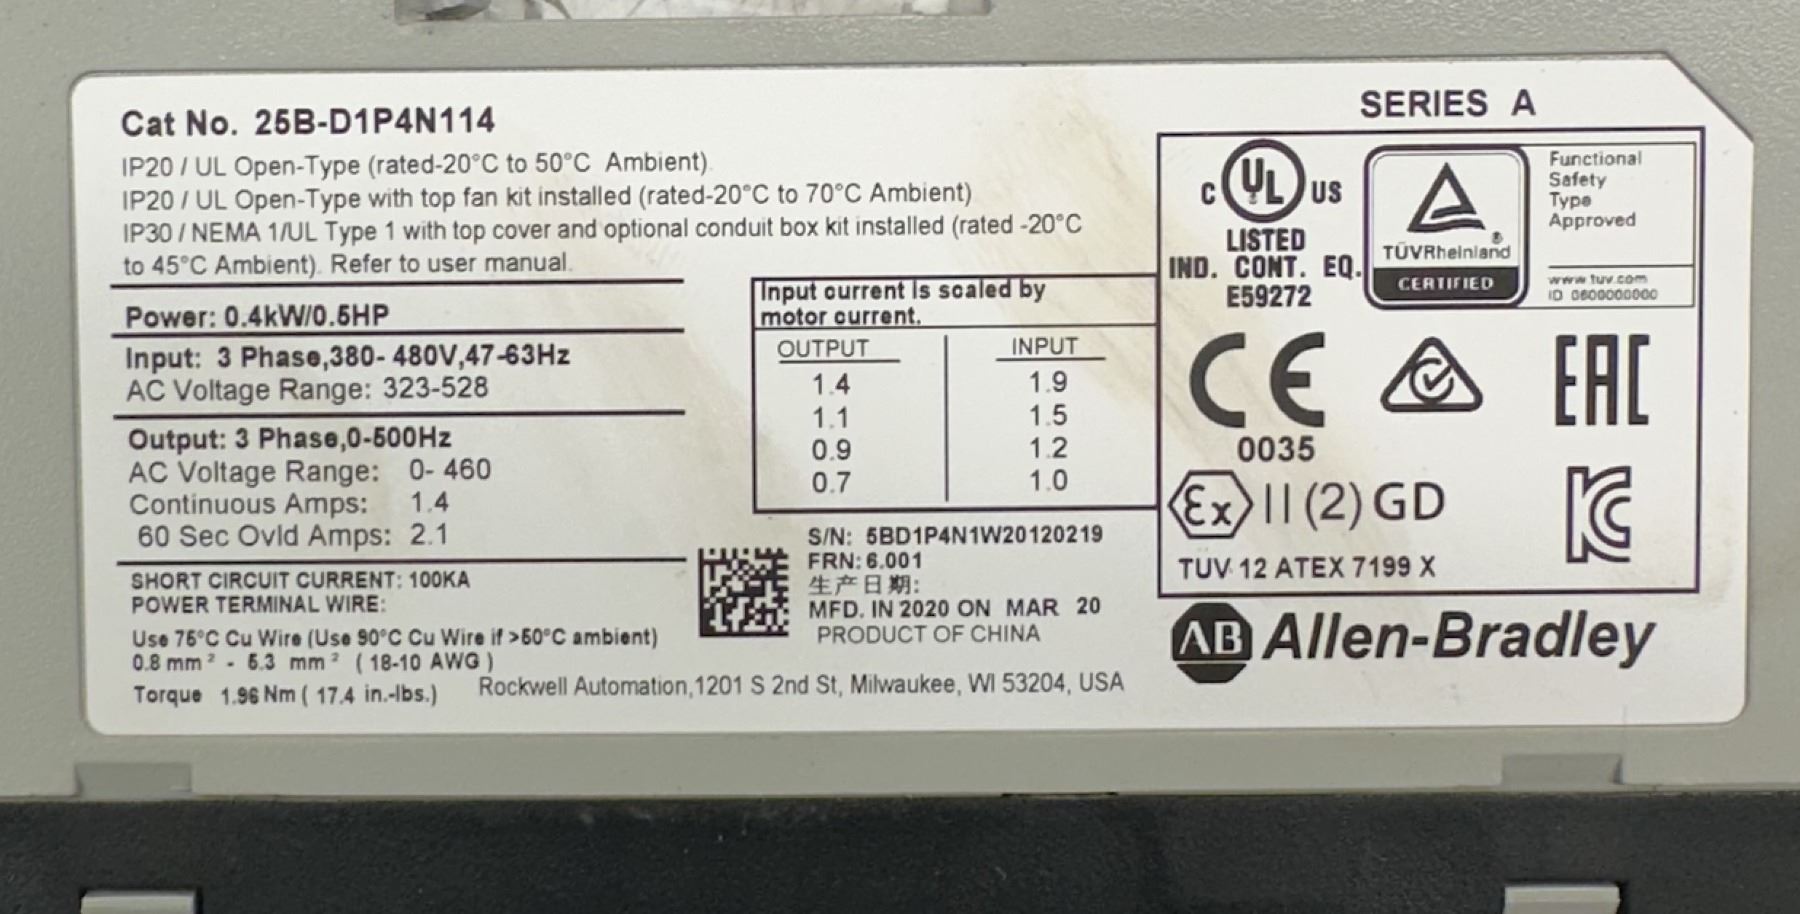 Cat No. 25B-D1P4N114
IP20 / UL Open-Type (rated-20°C to 50°C Ambient)
IP20 / UL Open-Type with top fan kit installed (rated-20°C to 70°C Ambient)
IP30 / NEMA 1/UL Type 1 with top cover and optional conduit box kit installed (rated -20°C
to 45°C Ambient). Refer to user manual.
Power: 0.4kW/0.5HP
Input: 3 Phase,380- 480V,47-63Hz
AC Voltage Range: 323-528
Output: 3 Phase,0-500Hz
AC Voltage Range: 0- 460
Continuous Amps: 1.4
60 Sec Ovld Amps: 2.1
SHORT CIRCUIT CURRENT: 100KA
POWER TERMINAL WIRE:
Use 75°C Cu Wire (Use 90°C Cu Wire if >50°C ambient)
0.8 mm² - 5.3 mm² ( 18-10 AWG )
Torque 1.96 Nm ( 17.4 in.-lbs.)
Input current is scaled by
motor current.
OUTPUT INPUT
1.4 1.9
1.1 1.5
0.9 1.2
0.7 1.0
S/N: 5BD1P4N1W20120219
FRN: 6.001
生产日期:
MFD. IN 2020 ON MAR 20
PRODUCT OF CHINA
Rockwell Automation,1201 S 2nd St, Milwaukee, WI 53204, USA
SERIES A
C UL US
LISTED
IND. CONT. EQ.
E59272
TÜVRheinland®
CERTIFIED
Functional
Safety
Type
Approved
www.tuv.com
ID 0600000000
CE
0035
EAC
Ex II (2) GD
KC
TUV 12 ATEX 7199 X
AB Allen-Bradley